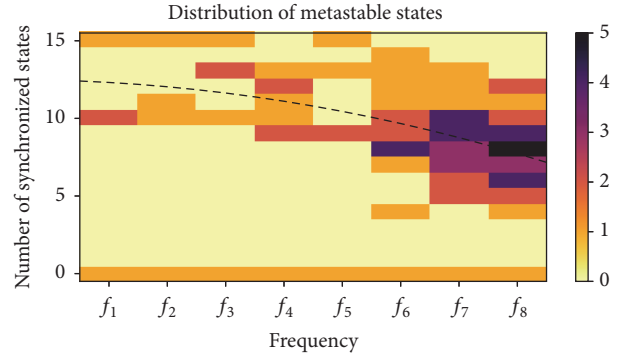 Distribution of metastable states
Number of synchronized states
15
10
5
0
f1 f2 f3 f4 f5 f6 f7 f8
Frequency
5
4
3
2
1
0